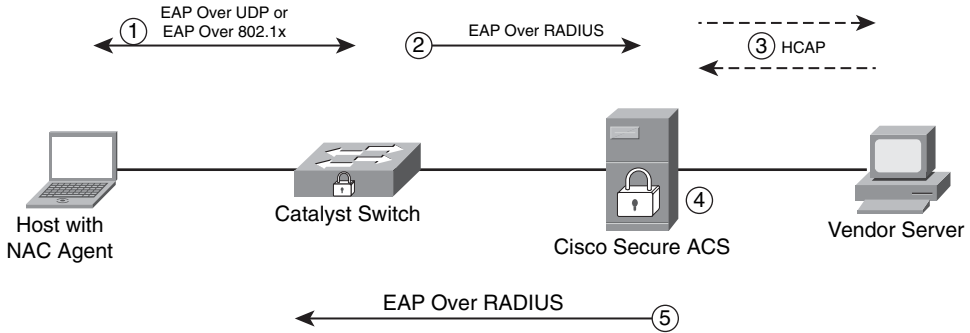 EAP Over UDP or
EAP Over 802.1x
1
2
EAP Over RADIUS
3 HCAP
4
Host with
NAC Agent
Catalyst Switch
Cisco Secure ACS
Vendor Server
EAP Over RADIUS
5